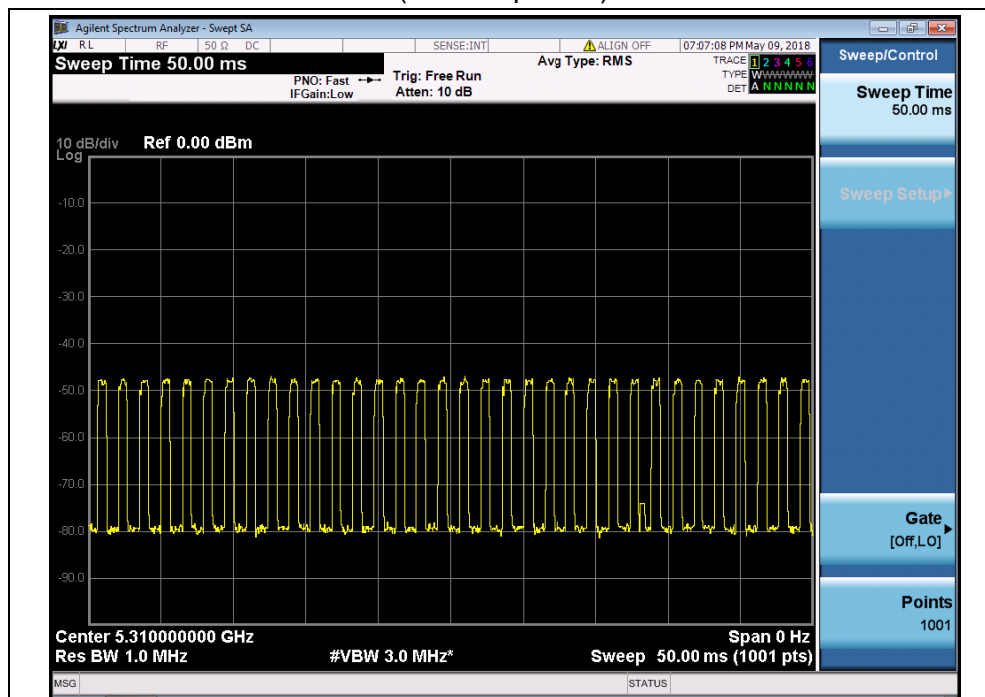 Agilent Spectrum Analyzer - Swept SA
LXI RL RF 50 Ω DC SENSE:INT ALIGN OFF 07:07:08 PM May 09, 2018
Sweep Time 50.00 ms
PNO: Fast Trig: Free Run Avg Type: RMS TRACE 1 2 3 4 5 6
IFGain:Low Atten: 10 dB TYPE WWWWWW
DET A N N N N N
Sweep/Control
Sweep Time
50.00 ms
10 dB/div Ref 0.00 dBm
Log
Sweep Setup
-10.0
-20.0
-30.0
-40.0
-50.0
-60.0
-70.0
-80.0
-90.0
Gate
[Off,LO]
Points
1001
Center 5.310000000 GHz Span 0 Hz
Res BW 1.0 MHz #VBW 3.0 MHz* Sweep 50.00 ms (1001 pts)
MSG STATUS